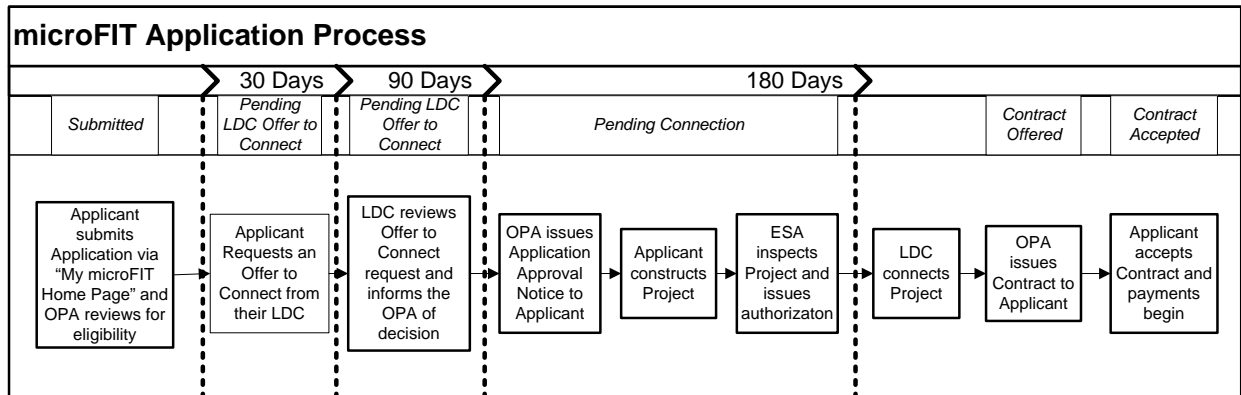 microFIT Application Process
30 Days
90 Days
180 Days
Submitted
Pending
LDC Offer to
Connect
Pending LDC
Offer to
Connect
Pending Connection
Contract
Offered
Contract
Accepted
Applicant
submits
Application via
“My microFIT
Home Page” and
OPA reviews for
eligibility
Applicant
Requests an
Offer to
Connect from
their LDC
LDC reviews
Offer to
Connect
request and
informs the
OPA of
decision
OPA issues
Application
Approval
Notice to
Applicant
Applicant
constructs
Project
ESA
inspects
Project and
issues
authorizaton
LDC
connects
Project
OPA
issues
Contract to
Applicant
Applicant
accepts
Contract and
payments
begin